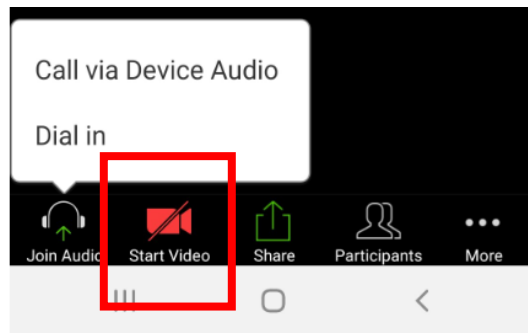 Call via Device Audio
Dial in
Join Audio Start Video Share Participants More